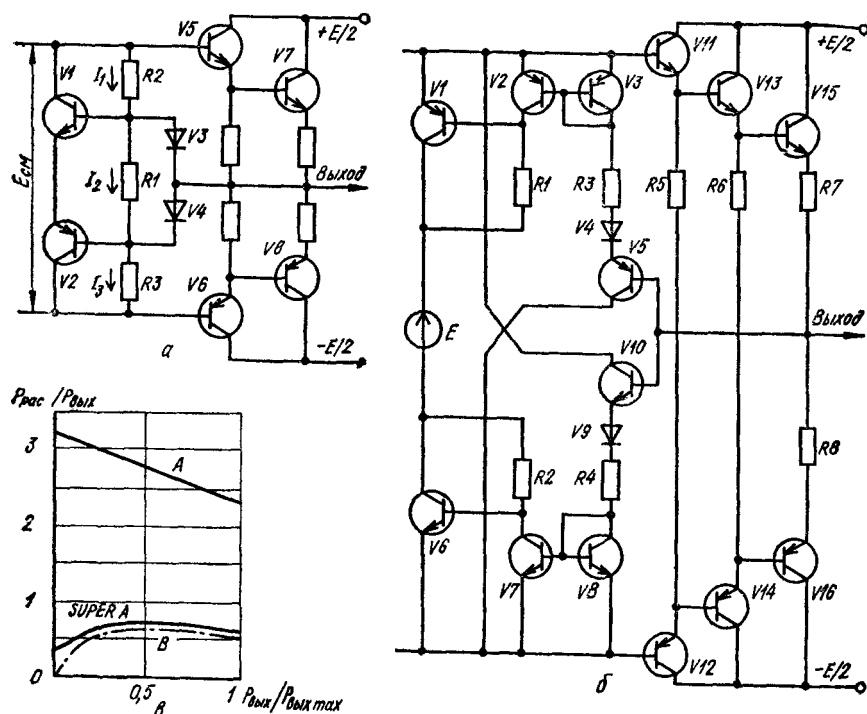 V5
+E/2
V1
I₁
R2
V7
V3
Eсм
I₂
R1
Выход
V4
V2
I₃
R3
V6
V8
-E/2
а
V11
+E/2
V1
V2
V3
V13
V15
R1
R3
R5
R6
R7
V4
V5
Выход
E
V10
V9
R8
R2
R4
V6
V7
V8
V14
V16
V12
-E/2
б
Pрас/Pвых
3
A
2
1
SUPER A
B
0
0,5
1
Pвых/Pвых max
в